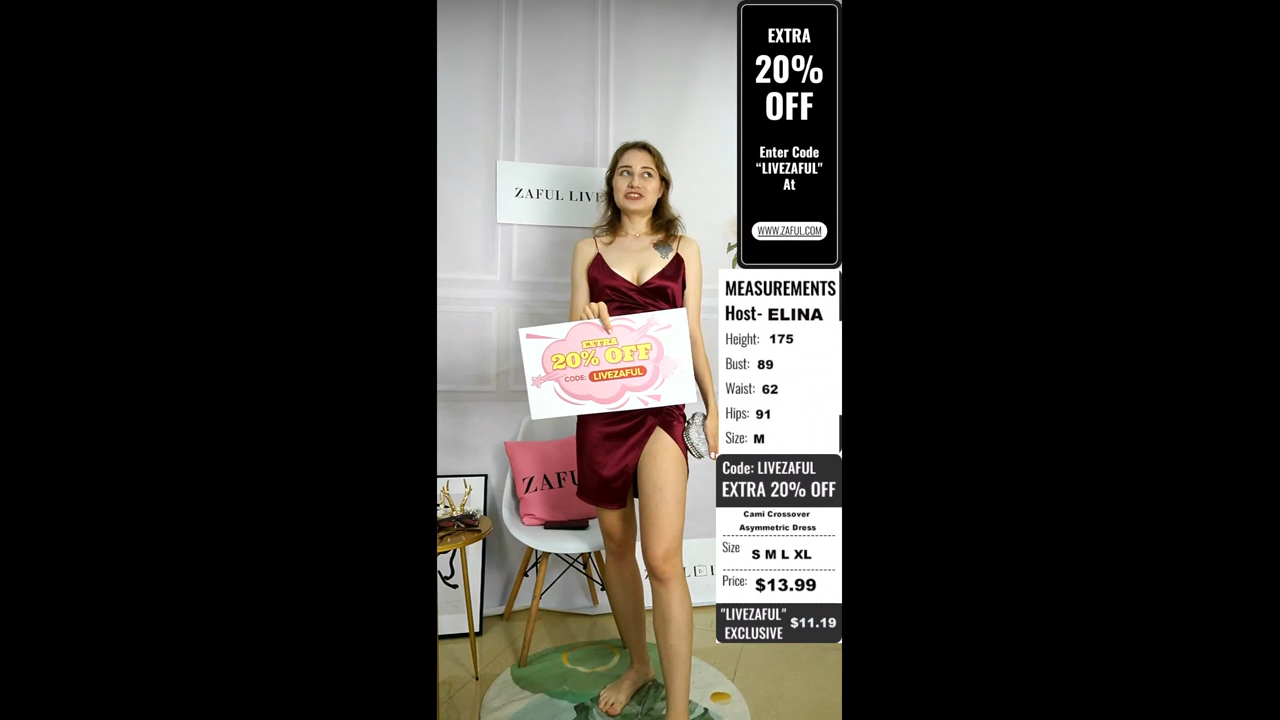 EXTRA
20%
OFF
Enter Code
"LIVEZAFUL"
At
WWW.ZAFUL.COM
ZAFUL LIVE
MEASUREMENTS
Host- ELINA
Height: 175
Bust: 89
Waist: 62
Hips: 91
Size: M
EXTRA
20% OFF
CODE: LIVEZAFUL
ZAFU
Code: LIVEZAFUL
EXTRA 20% OFF
Cami Crossover
Asymmetric Dress
Size S M L XL
Price: $13.99
"LIVEZAFUL"
EXCLUSIVE $11.19